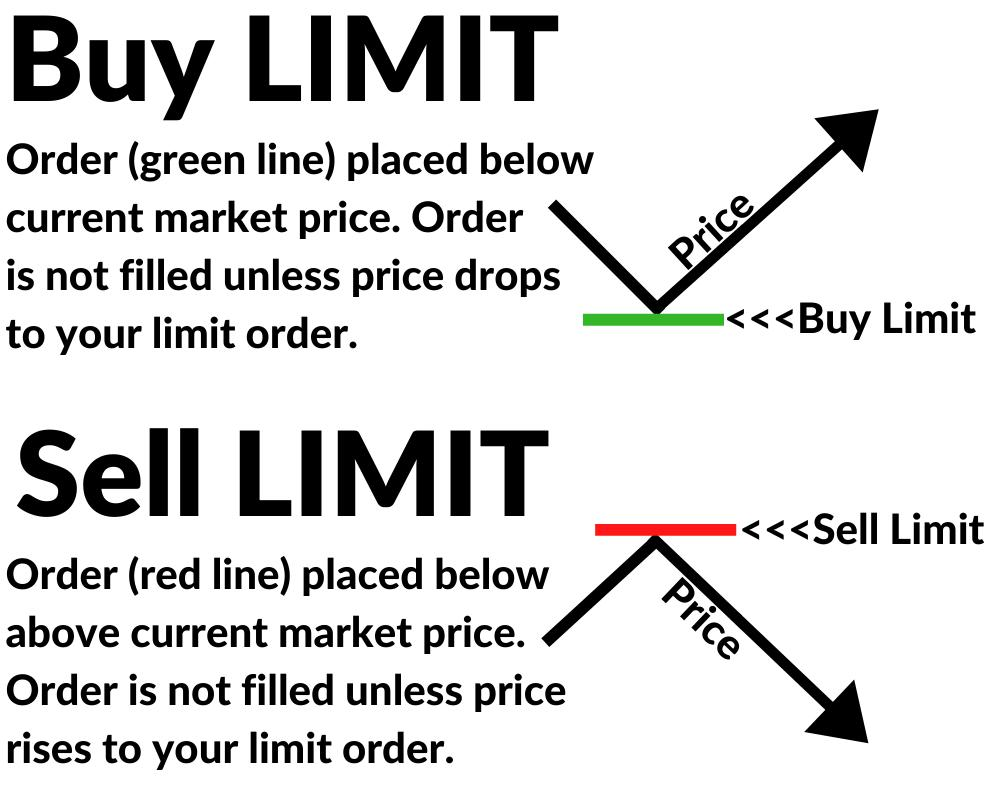 Buy LIMIT
Order (green line) placed below
current market price. Order
is not filled unless price drops
to your limit order.
Price
<<<Buy Limit
Sell LIMIT
<<<Sell Limit
Order (red line) placed below
above current market price.
Order is not filled unless price
rises to your limit order.
Price